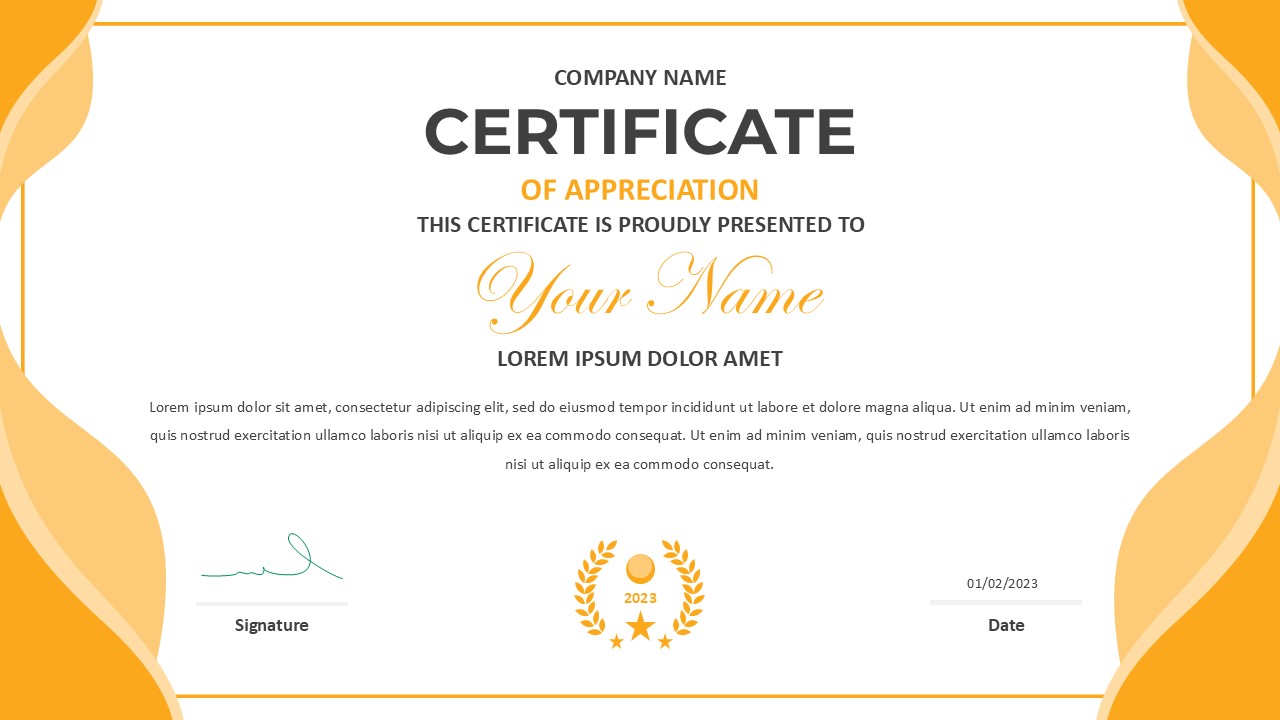 COMPANY NAME
CERTIFICATE
OF APPRECIATION
THIS CERTIFICATE IS PROUDLY PRESENTED TO
Your Name
LOREM IPSUM DOLOR AMET
Lorem ipsum dolor sit amet, consectetur adipiscing elit, sed do eiusmod tempor incididunt ut labore et dolore magna aliqua. Ut enim ad minim veniam,
quis nostrud exercitation ullamco laboris nisi ut aliquip ex ea commodo consequat. Ut enim ad minim veniam, quis nostrud exercitation ullamco laboris
nisi ut aliquip ex ea commodo consequat.
2023
01/02/2023
Signature
Date